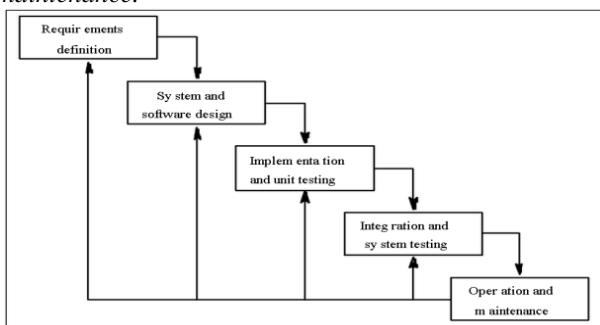 maintenance.
Requir ements
definition
Sy stem and
software design
Implem enta tion
and unit testing
Integ ration and
sy stem testing
Oper ation and
m aintenance